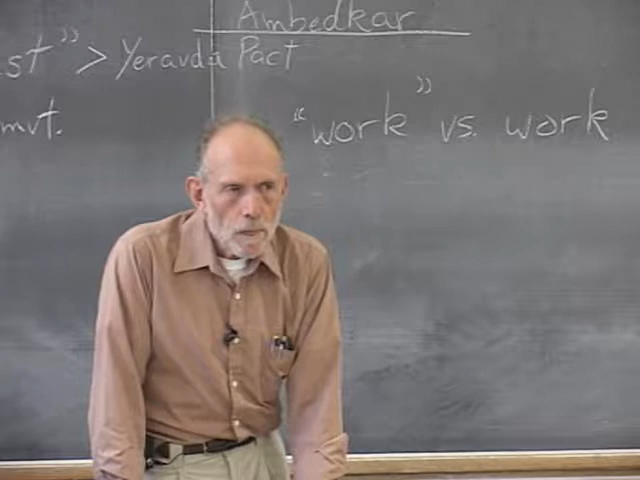 Ambedkar
st" > Yeravda Pact
mvt.
"work" vs. work